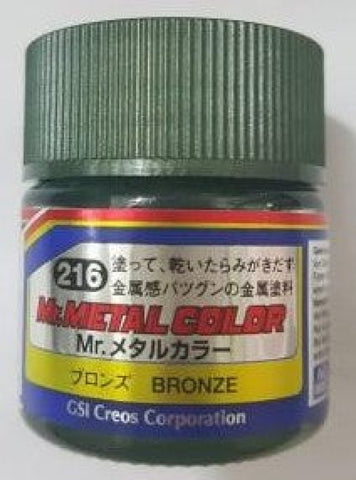 216
塗って、乾いたらみがきだす
金属感バツグンの金属塗料
Mr.METAL COLOR
Mr.メタルカラー
ブロンズ BRONZE
GSI Creos Corporation